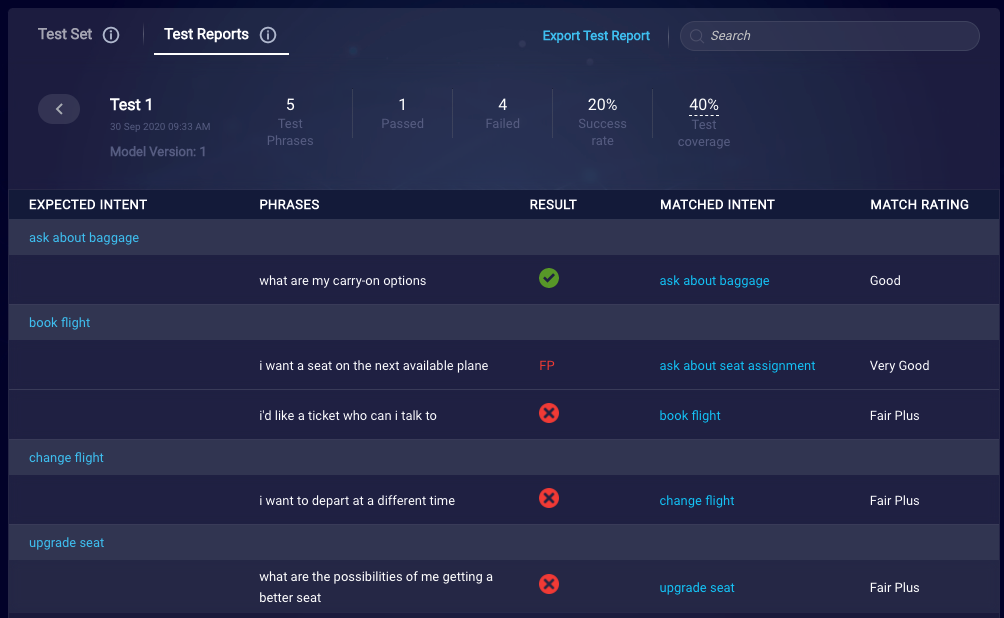 Test Set
Test Reports
Export Test Report
Search
Test 1
30 Sep 2020 09:33 AM
Model Version: 1
5
Test
Phrases
1
Passed
4
Failed
20%
Success
rate
40%
Test
coverage
EXPECTED INTENT PHRASES RESULT MATCHED INTENT MATCH RATING
ask about baggage
what are my carry-on options ask about baggage Good
book flight
i want a seat on the next available plane FP ask about seat assignment Very Good
i'd like a ticket who can i talk to book flight Fair Plus
change flight
i want to depart at a different time change flight Fair Plus
upgrade seat
what are the possibilities of me getting a
better seat
upgrade seat Fair Plus